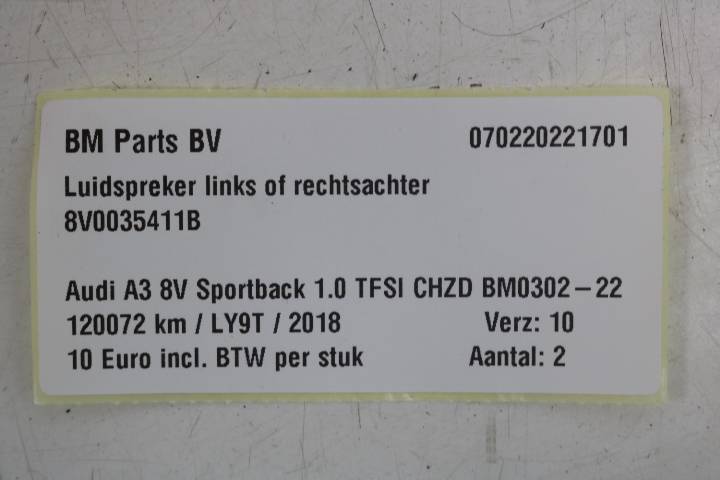 BM Parts BV 070220221701
Luidspreker links of rechtsachter
8V0035411B
Audi A3 8V Sportback 1.0 TFSI CHZD BM0302-22
120072 km / LY9T / 2018 Verz: 10
10 Euro incl. BTW per stuk Aantal: 2